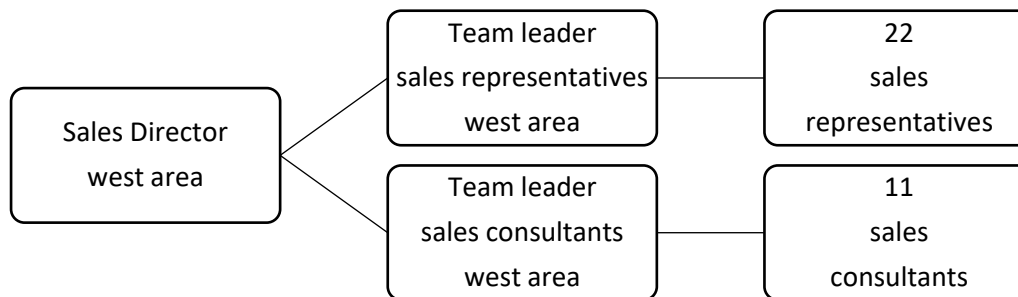 Sales Director
west area
Team leader
sales representatives
west area
22
sales
representatives
Team leader
sales consultants
west area
11
sales
consultants